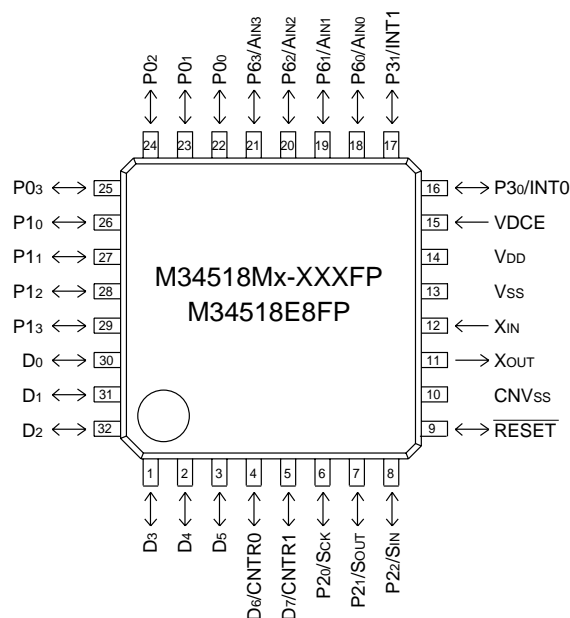 P02
P01
P00
P63/AIN3
P62/AIN2
P61/AIN1
P60/AIN0
P31/INT1
24
23
22
21
20
19
18
17
P03
25
16
P30/INT0
P10
26
15
VDCE
P11
27
14
VDD
P12
28
13
VSS
P13
29
12
XIN
D0
30
11
XOUT
D1
31
10
CNVSS
D2
32
9
RESET
M34518Mx-XXXFP
M34518E8FP
1
2
3
4
5
6
7
8
D3
D4
D5
D6/CNTR0
D7/CNTR1
P20/SCK
P21/SOUT
P22/SIN